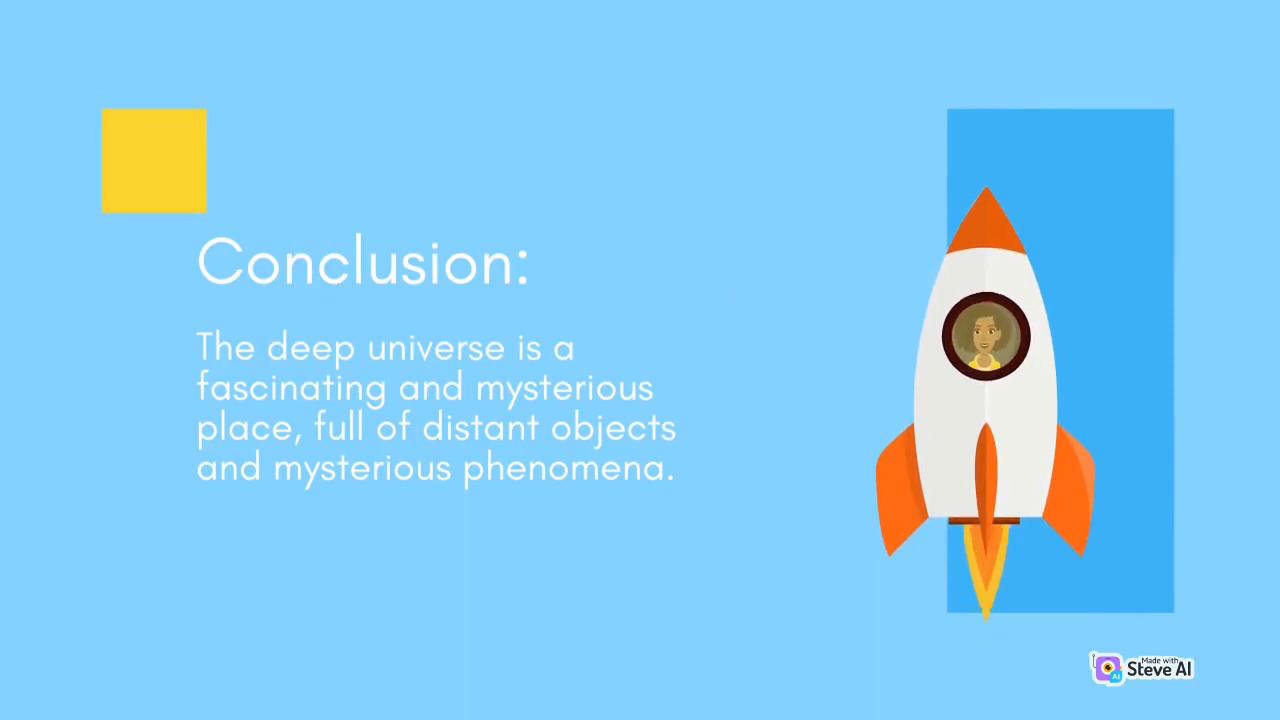 Conclusion:
The deep universe is a
fascinating and mysterious
place, full of distant objects
and mysterious phenomena.
Made with
Steve AI
AI